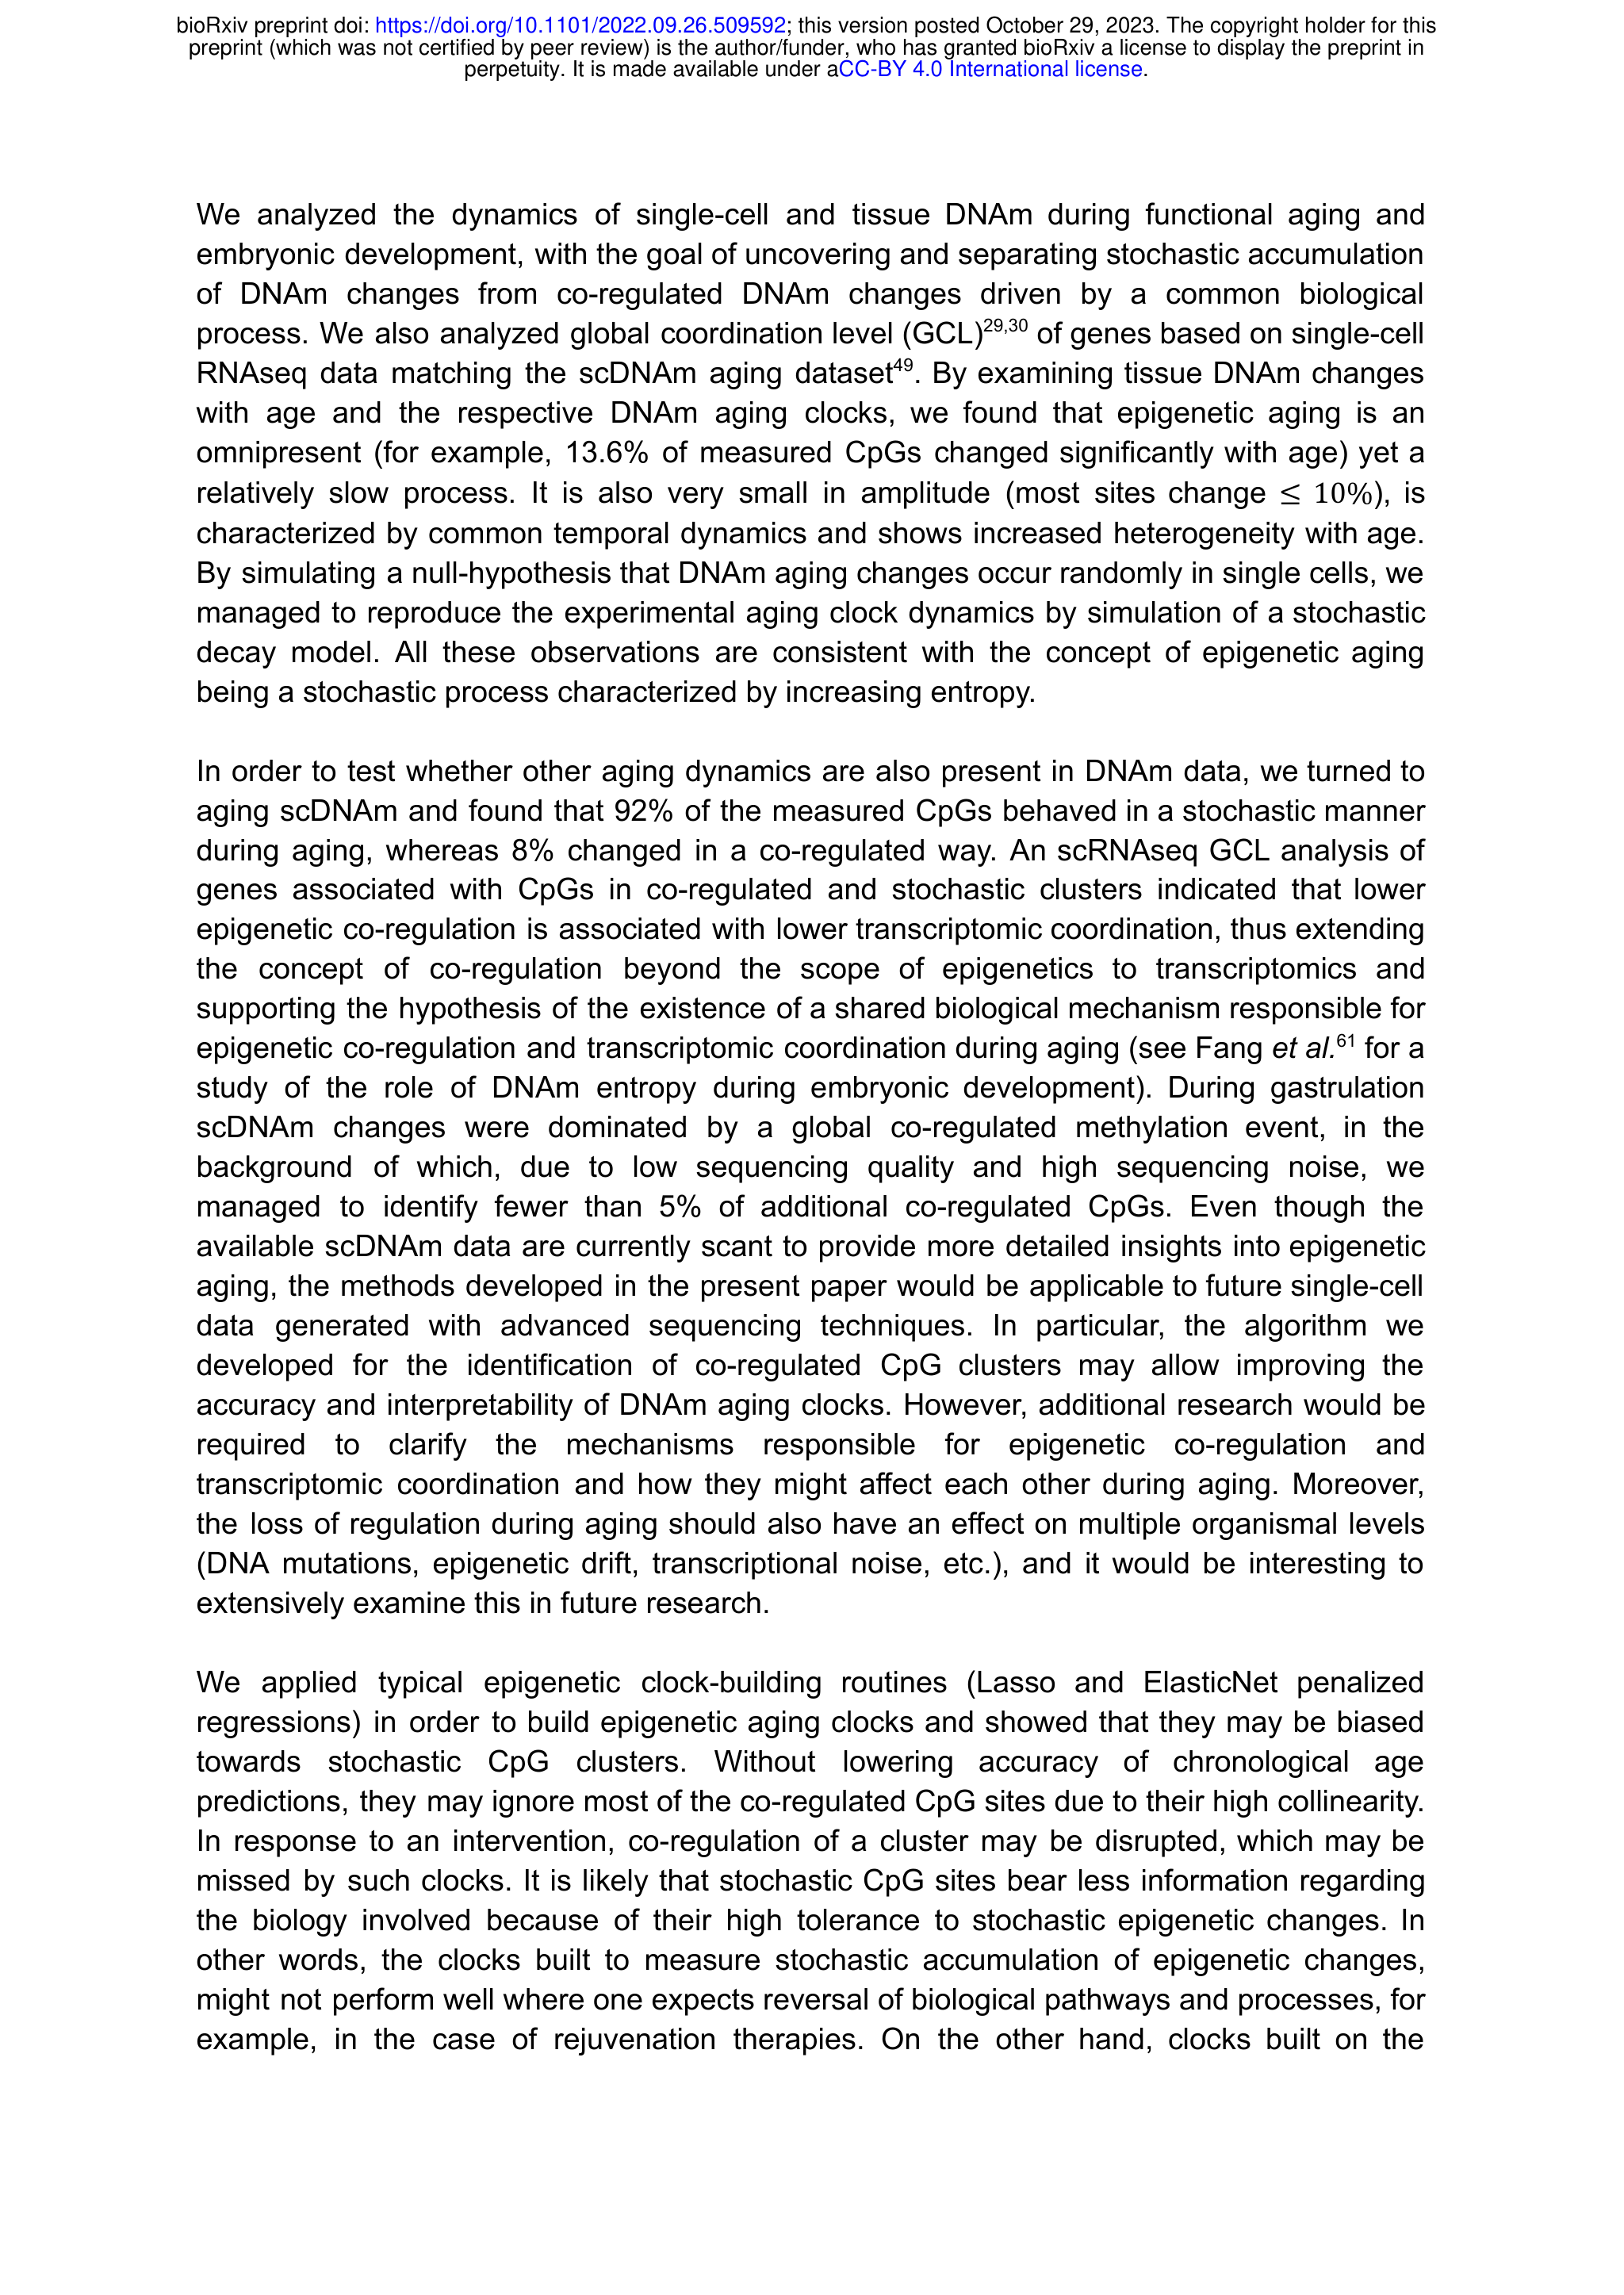 bioRxiv preprint doi: https://doi.org/10.1101/2022.09.26.509592; this version posted October 29, 2023. The copyright holder for this
preprint (which was not certified by peer review) is the author/funder, who has granted bioRxiv a license to display the preprint in
perpetuity. It is made available under aCC-BY 4.0 International license.
We analyzed the dynamics of single-cell and tissue DNAm during functional aging and
embryonic development, with the goal of uncovering and separating stochastic accumulation
of DNAm changes from co-regulated DNAm changes driven by a common biological
process. We also analyzed global coordination level (GCL)29,30 of genes based on single-cell
RNAseq data matching the scDNAm aging dataset49. By examining tissue DNAm changes
with age and the respective DNAm aging clocks, we found that epigenetic aging is an
omnipresent (for example, 13.6% of measured CpGs changed significantly with age) yet a
relatively slow process. It is also very small in amplitude (most sites change ≤ 10%), is
characterized by common temporal dynamics and shows increased heterogeneity with age.
By simulating a null-hypothesis that DNAm aging changes occur randomly in single cells, we
managed to reproduce the experimental aging clock dynamics by simulation of a stochastic
decay model. All these observations are consistent with the concept of epigenetic aging
being a stochastic process characterized by increasing entropy.
In order to test whether other aging dynamics are also present in DNAm data, we turned to
aging scDNAm and found that 92% of the measured CpGs behaved in a stochastic manner
during aging, whereas 8% changed in a co-regulated way. An scRNAseq GCL analysis of
genes associated with CpGs in co-regulated and stochastic clusters indicated that lower
epigenetic co-regulation is associated with lower transcriptomic coordination, thus extending
the concept of co-regulation beyond the scope of epigenetics to transcriptomics and
supporting the hypothesis of the existence of a shared biological mechanism responsible for
epigenetic co-regulation and transcriptomic coordination during aging (see Fang et al.61 for a
study of the role of DNAm entropy during embryonic development). During gastrulation
scDNAm changes were dominated by a global co-regulated methylation event, in the
background of which, due to low sequencing quality and high sequencing noise, we
managed to identify fewer than 5% of additional co-regulated CpGs. Even though the
available scDNAm data are currently scant to provide more detailed insights into epigenetic
aging, the methods developed in the present paper would be applicable to future single-cell
data generated with advanced sequencing techniques. In particular, the algorithm we
developed for the identification of co-regulated CpG clusters may allow improving the
accuracy and interpretability of DNAm aging clocks. However, additional research would be
required to clarify the mechanisms responsible for epigenetic co-regulation and
transcriptomic coordination and how they might affect each other during aging. Moreover,
the loss of regulation during aging should also have an effect on multiple organismal levels
(DNA mutations, epigenetic drift, transcriptional noise, etc.), and it would be interesting to
extensively examine this in future research.
We applied typical epigenetic clock-building routines (Lasso and ElasticNet penalized
regressions) in order to build epigenetic aging clocks and showed that they may be biased
towards stochastic CpG clusters. Without lowering accuracy of chronological age
predictions, they may ignore most of the co-regulated CpG sites due to their high collinearity.
In response to an intervention, co-regulation of a cluster may be disrupted, which may be
missed by such clocks. It is likely that stochastic CpG sites bear less information regarding
the biology involved because of their high tolerance to stochastic epigenetic changes. In
other words, the clocks built to measure stochastic accumulation of epigenetic changes,
might not perform well where one expects reversal of biological pathways and processes, for
example, in the case of rejuvenation therapies. On the other hand, clocks built on the